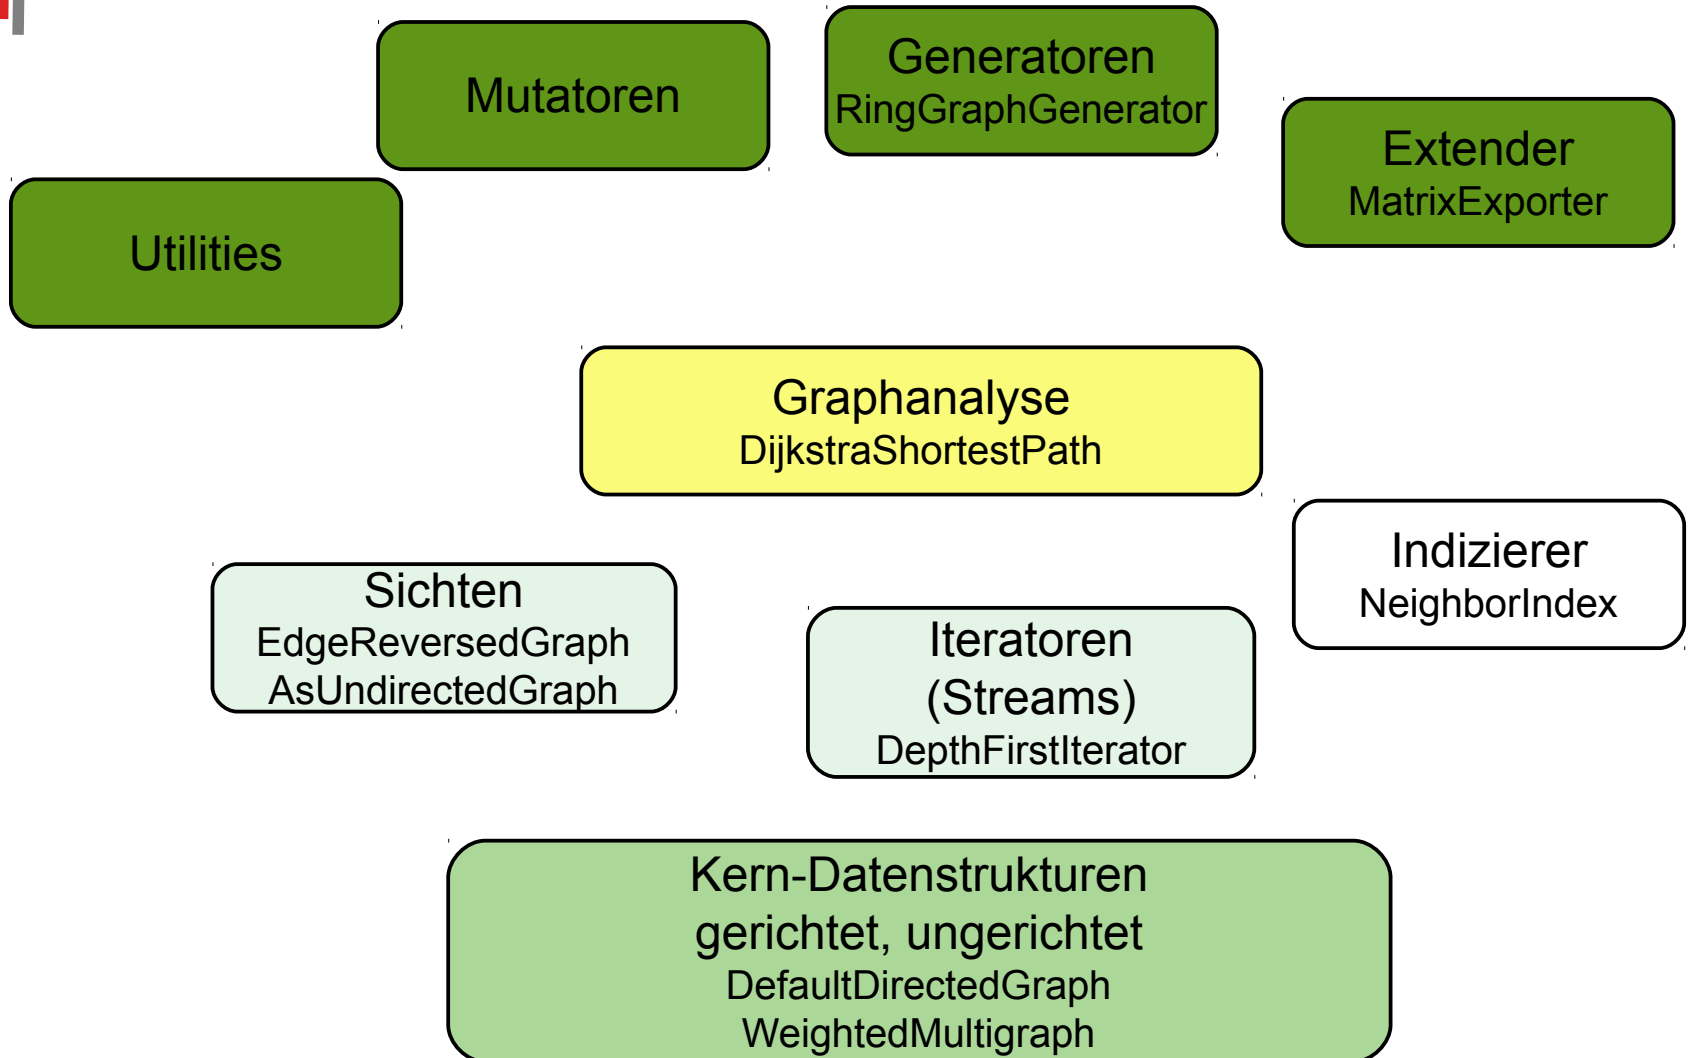 Mutatoren
Generatoren
RingGraphGenerator
Extender
MatrixExporter
Utilities
Graphanalyse
DijkstraShortestPath
Indizierer
NeighborIndex
Sichten
EdgeReversedGraph
AsUndirectedGraph
Iteratoren
(Streams)
DepthFirstIterator
Kern-Datenstrukturen
gerichtet, ungerichtet
DefaultDirectedGraph
WeightedMultigraph